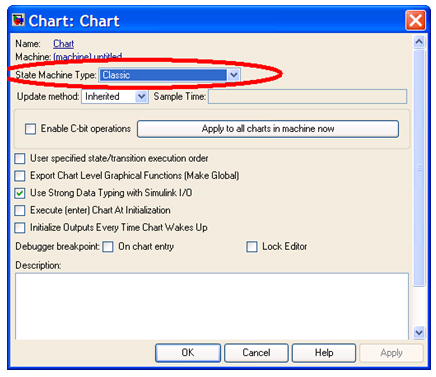 Chart: Chart
Name: Chart
Machine: (machine) untitled
State Machine Type: Classic
Update method: Inherited Sample Time:
Enable C-bit operations Apply to all charts in machine now
User specified state/transition execution order
Export Chart Level Graphical Functions (Make Global)
Use Strong Data Typing with Simulink I/O
Execute (enter) Chart At Initialization
Initialize Outputs Every Time Chart Wakes Up
Debugger breakpoint: On chart entry Lock Editor
Description:
OK Cancel Help Apply